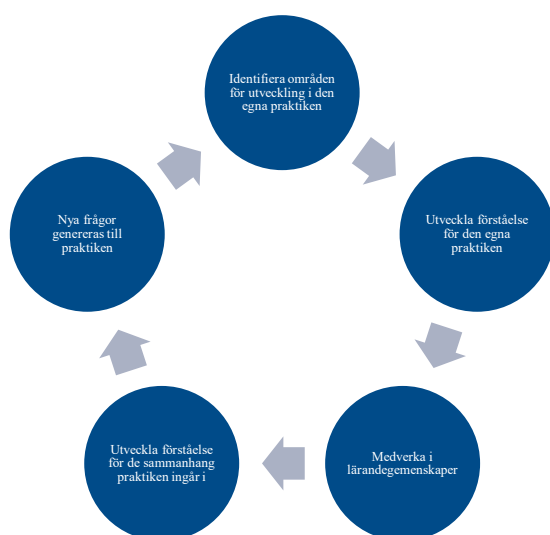 Identifiera områden
för utveckling i den
egna praktiken
Utveckla förståelse
för den egna
praktiken
Medverka i
lärandegemenskaper
Utveckla förståelse
för de sammanhang
praktiken ingår i
Nya frågor
genereras till
praktiken